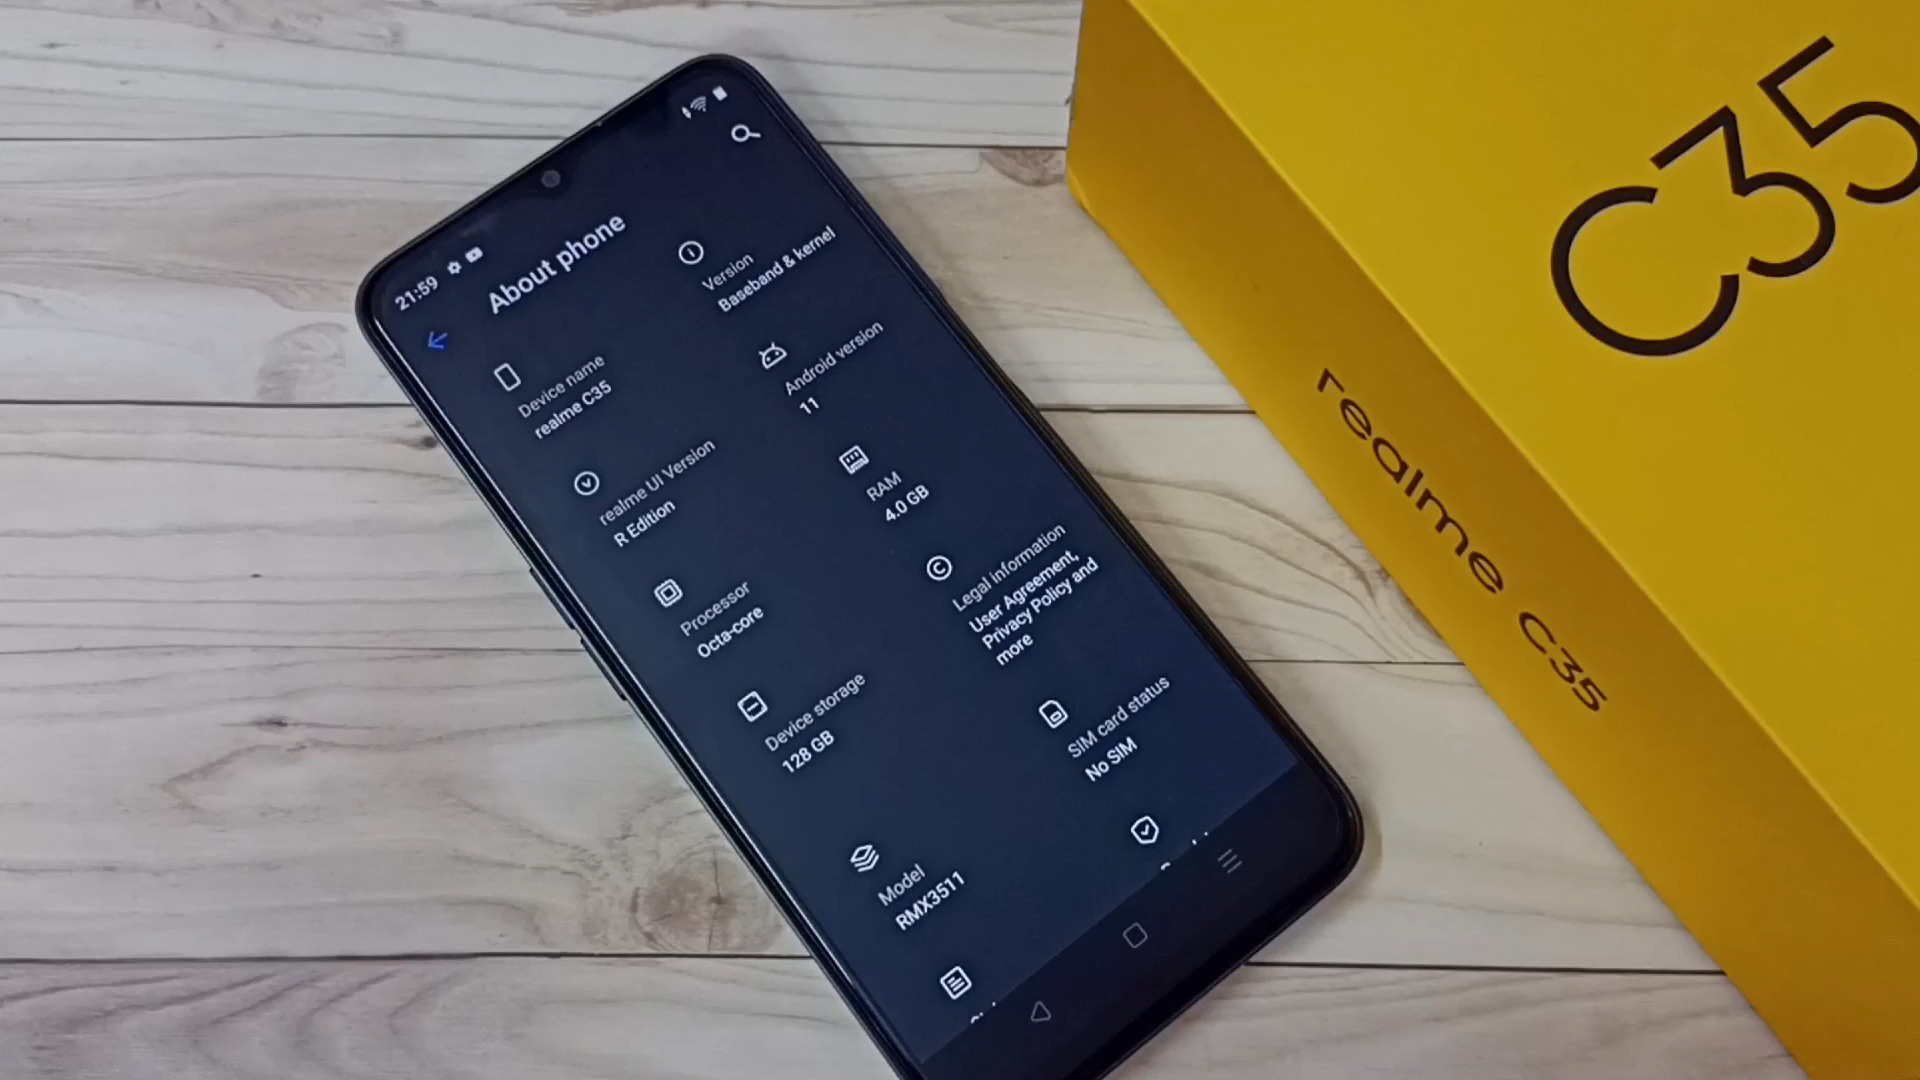 21:59
About phone
Device name
realme C35
Version
Baseband & kernel
realme UI Version
R Edition
Android version
11
Processor
Octa-core
RAM
4.0 GB
Device storage
128 GB
Legal information
User Agreement,
Privacy Policy and
more
Model
RMX3511
SIM card status
No SIM
C35
realme C35